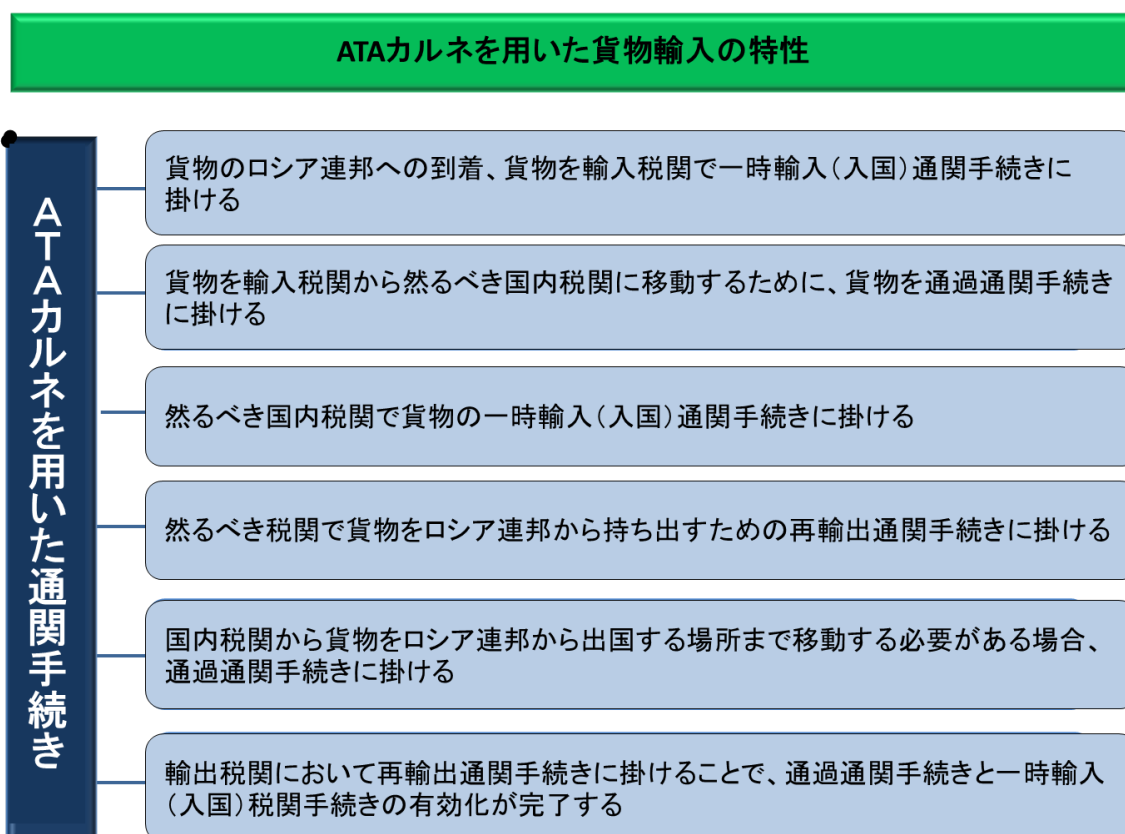 ATAカルネを用いた貨物輸入の特性
ATAカルネを用いた通関手続き
貨物のロシア連邦への到着、貨物を輸入税関で一時輸入(入国)通関手続きに
掛ける
貨物を輸入税関から然るべき国内税関に移動するために、貨物を通過通関手続き
に掛ける
然るべき国内税関で貨物の一時輸入(入国)通関手続きに掛ける
然るべき税関で貨物をロシア連邦から持ち出すための再輸出通関手続きに掛ける
国内税関から貨物をロシア連邦から出国する場所まで移動する必要がある場合、
通過通関手続きに掛ける
輸出税関において再輸出通関手続きに掛けることで、通過通関手続きと一時輸入
(入国)税関手続きの有効化が完了する